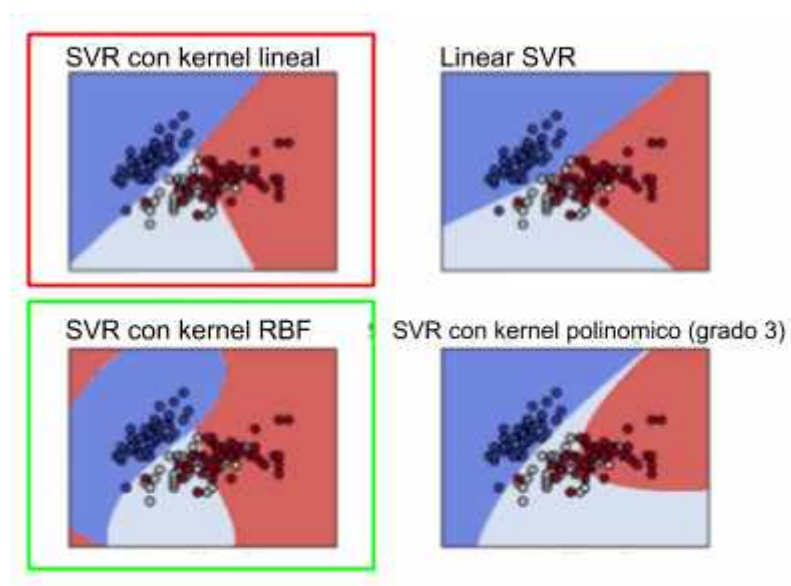 SVR con kernel lineal
Linear SVR
SVR con kernel RBF
SVR con kernel polinomico (grado 3)